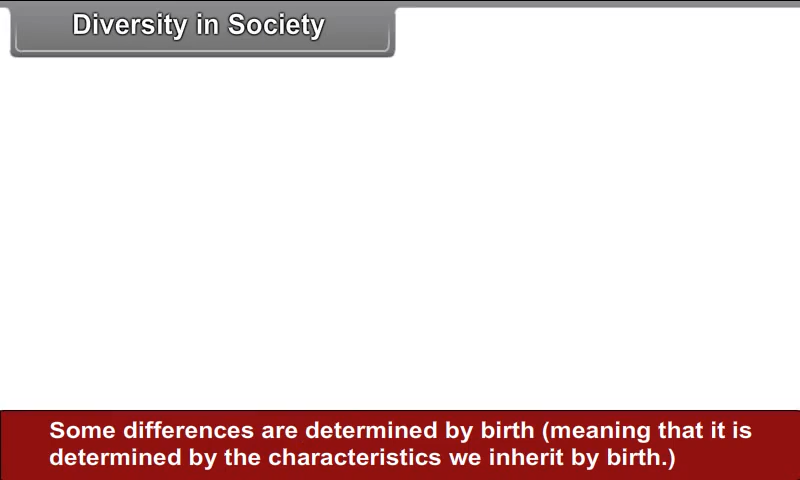 Diversity in Society
Some differences are determined by birth (meaning that it is
determined by the characteristics we inherit by birth.)